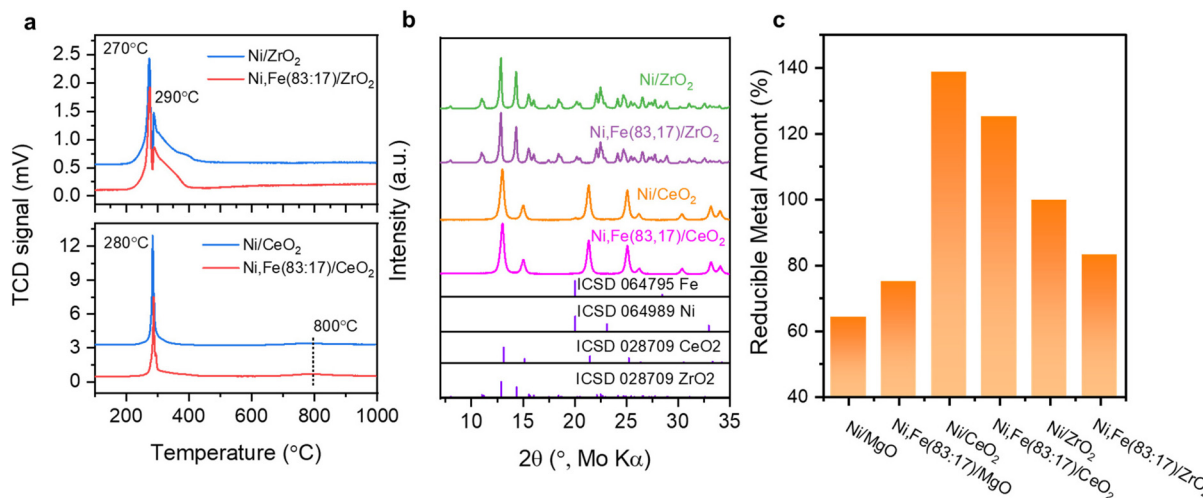 a
270°C
290°C
Ni/ZrO2
Ni,Fe(83:17)/ZrO2
2.5
2.0
1.5
1.0
0.5
0.0
280°C
Ni/CeO2
Ni,Fe(83:17)/CeO2
800°C
12
9
6
3
0
200
400
600
800
1000
TCD signal (mV)
Temperature (°C)
b
Ni/ZrO2
Ni,Fe(83,17)/ZrO2
Ni/CeO2
Ni,Fe(83,17)/CeO2
ICSD 064795 Fe
ICSD 064989 Ni
ICSD 028709 CeO2
ICSD 028709 ZrO2
10
15
20
25
30
35
Intensity (a.u.)
2θ (°, Mo Kα)
c
140
120
100
80
60
40
Reducible Metal Amont (%)
Ni/MgO
Ni,Fe(83:17)/MgO
Ni/CeO2
Ni,Fe(83:17)/CeO2
Ni/ZrO2
Ni,Fe(83:17)/ZrO